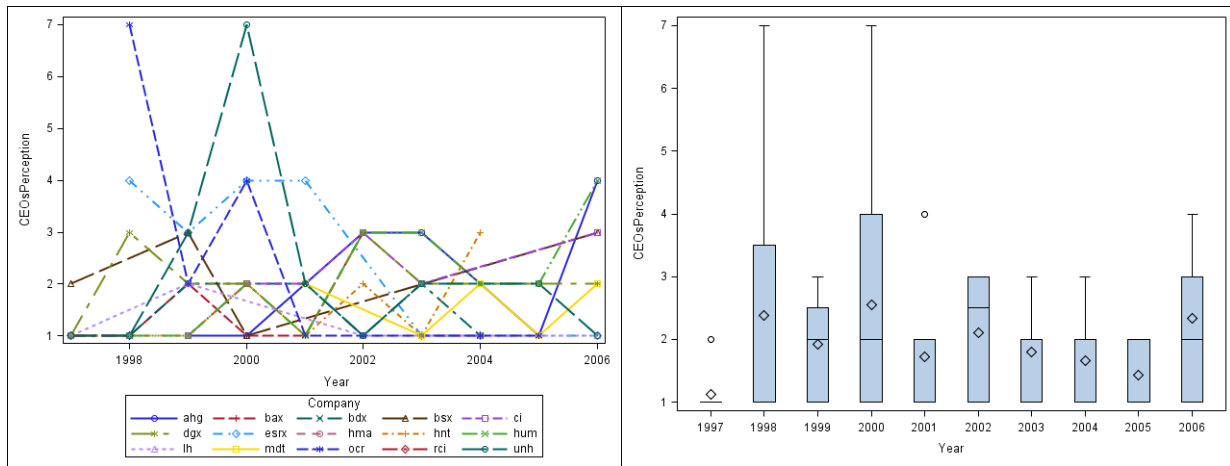 7
6
5
4
3
2
1
CEOsPerception
1998 2000 2002 2004 2006
Year
Company
ahg bax bdx bsx ci
dgx esrx hma hnt hum
lh mdt ocr rci unh
7
6
5
4
3
2
1
CEOsPerception
1997 1998 1999 2000 2001 2002 2003 2004 2005 2006
Year